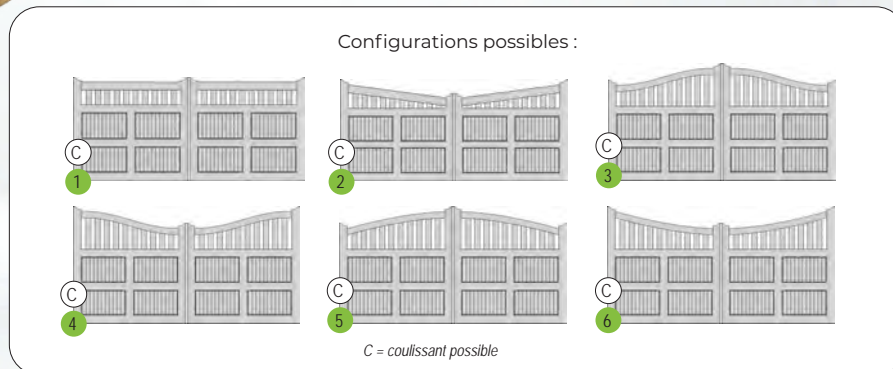 Configurations possibles :
C
1
C
2
C
3
C
4
C
5
C
6
C = coulissant possible